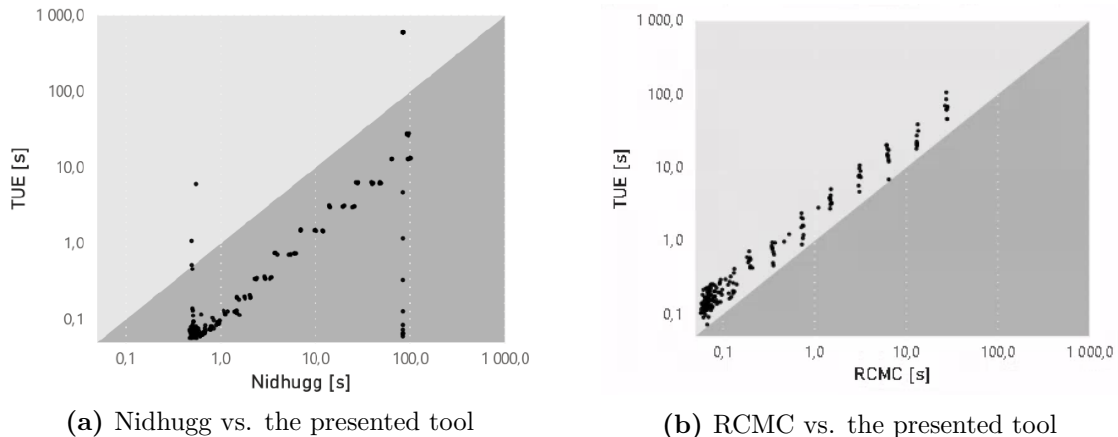 1 000,0
100,0
10,0
1,0
0,1
TUE [s]
0,1 1,0 10,0 100,0 1 000,0
Nidhugg [s]
(a) Nidhugg vs. the presented tool
1 000,0
100,0
10,0
1,0
0,1
TUE [s]
0,1 1,0 10,0 100,0 1 000,0
RCMC [s]
(b) RCMC vs. the presented tool